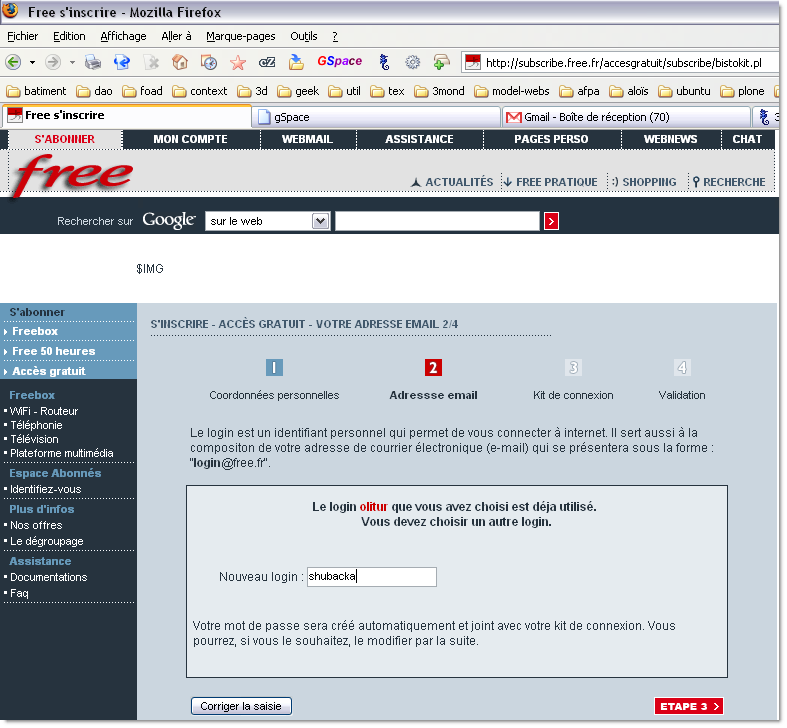 Free s'inscrire - Mozilla Firefox
Fichier Edition Affichage Aller à Marque-pages Outils ?
GSpace http://subscribe.free.fr/accesgratuit/subscribe/bistokit.pl
batiment dao foad context 3d geek util tex 3mond model-webs afpa aloïs ubuntu plone
Free s'inscrire gSpace Gmail - Boîte de réception (70) 3
S'ABONNER MON COMPTE WEBMAIL ASSISTANCE PAGES PERSO WEBNEWS CHAT
free
ACTUALITÉS FREE PRATIQUE :) SHOPPING RECHERCHE
Rechercher sur Google sur le web
$IMG
S'abonner
Freebox
Free 50 heures
Accès gratuit
Freebox
WiFi - Routeur
Téléphonie
Télévision
Plateforme multimédia
Espace Abonnés
Identifiez-vous
Plus d'infos
Nos offres
Le dégroupage
Assistance
Documentations
Faq
S'INSCRIRE - ACCÈS GRATUIT - VOTRE ADRESSE EMAIL 2/4
1 2 3 4
Coordonnées personnelles Adressse email Kit de connexion Validation
Le login est un identifiant personnel qui permet de vous connecter à internet. Il sert aussi à la
compositon de votre adresse de courrier électronique (e-mail) qui se présentera sous la forme :
"login@free.fr".
Le login olitur que vous avez choisi est déja utilisé.
Vous devez choisir un autre login.
Nouveau login : shubacka
Votre mot de passe sera créé automatiquement et joint avec votre kit de connexion. Vous
pourrez, si vous le souhaitez, le modifier par la suite.
Corriger la saisie ETAPE 3